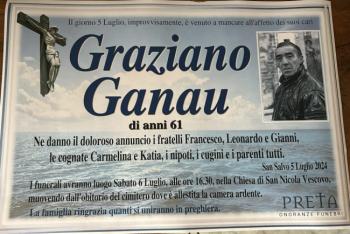 Il giorno 5 Luglio, improvvisamente, è venuto a mancare all'affetto dei suoi cari
Graziano
Ganau
di anni 61
Ne danno il doloroso annuncio i fratelli Francesco, Leonardo e Gianni,
le cognate Carmelina e Katia, i nipoti, i cugini e i parenti tutti.
San Salvo 5 Luglio 2024
I funerali avranno luogo Sabato 6 Luglio, alle ore 16.30, nella Chiesa di San Nicola Vescovo,
muovendo dall'obitorio del cimitero dove è allestita la camera ardente.
La famiglia ringrazia quanti si uniranno in preghiera.
PRETA
ONORANZE FUNEBRI